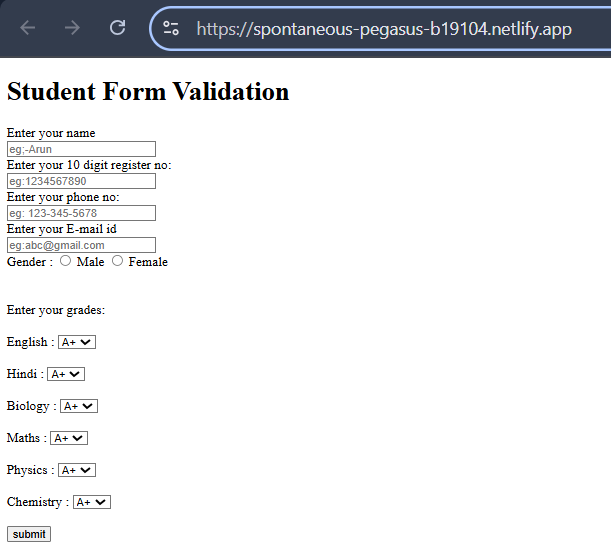 https://spontaneous-pegasus-b19104.netlify.app
Student Form Validation
Enter your name
eg;-Arun
Enter your 10 digit register no:
eg:1234567890
Enter your phone no:
eg: 123-345-5678
Enter your E-mail id
eg:abc@gmail.com
Gender : Male Female
Enter your grades:
English : A+
Hindi : A+
Biology : A+
Maths : A+
Physics : A+
Chemistry : A+
submit